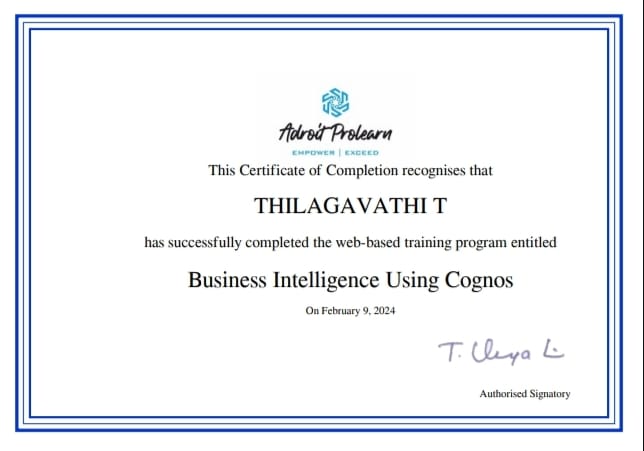 Adroit Prolearn
EMPOWER | EXCEED
This Certificate of Completion recognises that
THILAGAVATHI T
has successfully completed the web-based training program entitled
Business Intelligence Using Cognos
On February 9, 2024
Authorised Signatory